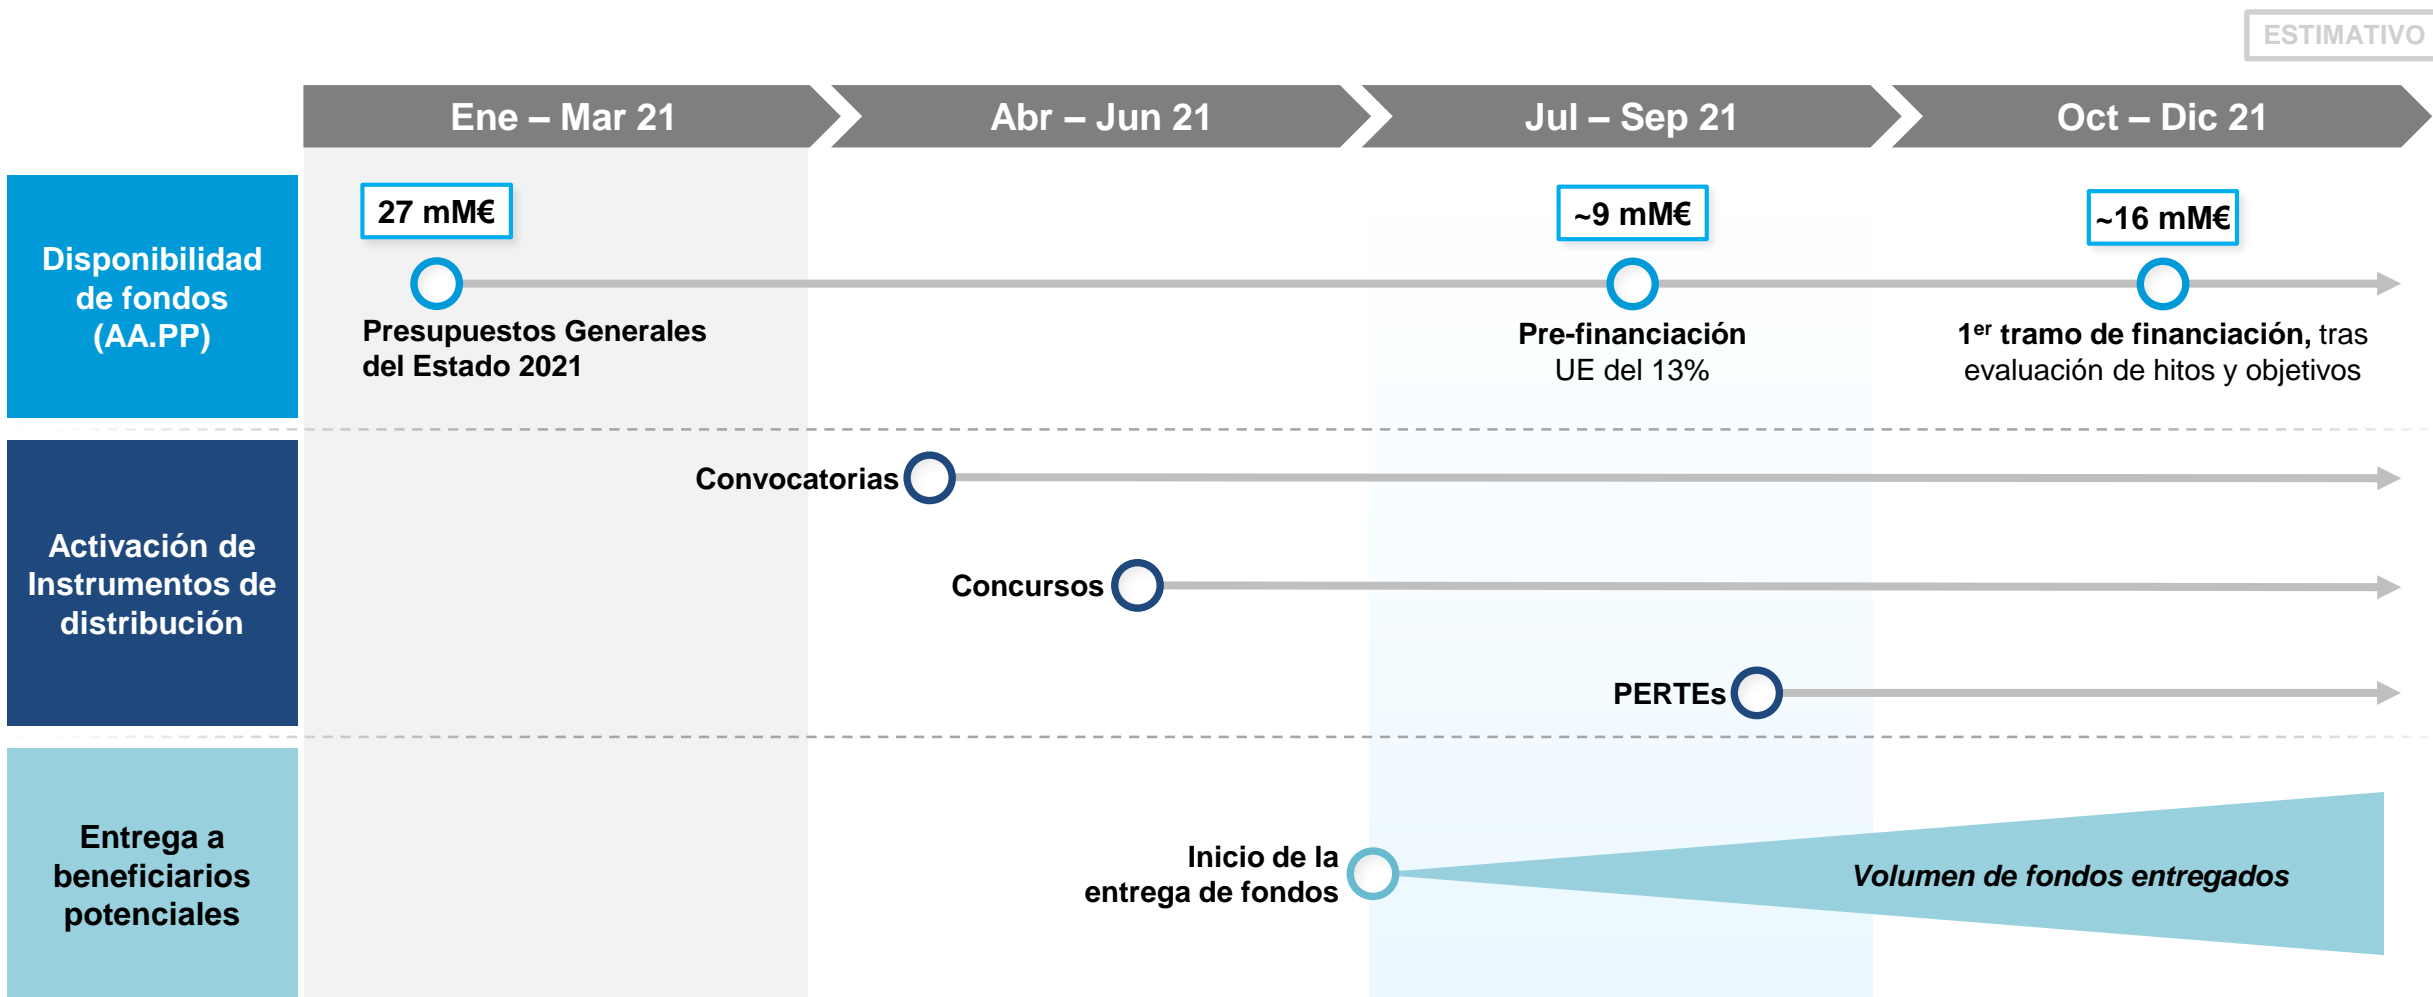 ESTIMATIVO
Ene – Mar 21
Abr – Jun 21
Jul – Sep 21
Oct – Dic 21
Disponibilidad
de fondos
(AA.PP)
27 mM€
Presupuestos Generales
del Estado 2021
~9 mM€
Pre-financiación
UE del 13%
~16 mM€
1er tramo de financiación, tras
evaluación de hitos y objetivos
Activación de
Instrumentos de
distribución
Convocatorias
Concursos
PERTEs
Entrega a
beneficiarios
potenciales
Inicio de la
entrega de fondos
Volumen de fondos entregados